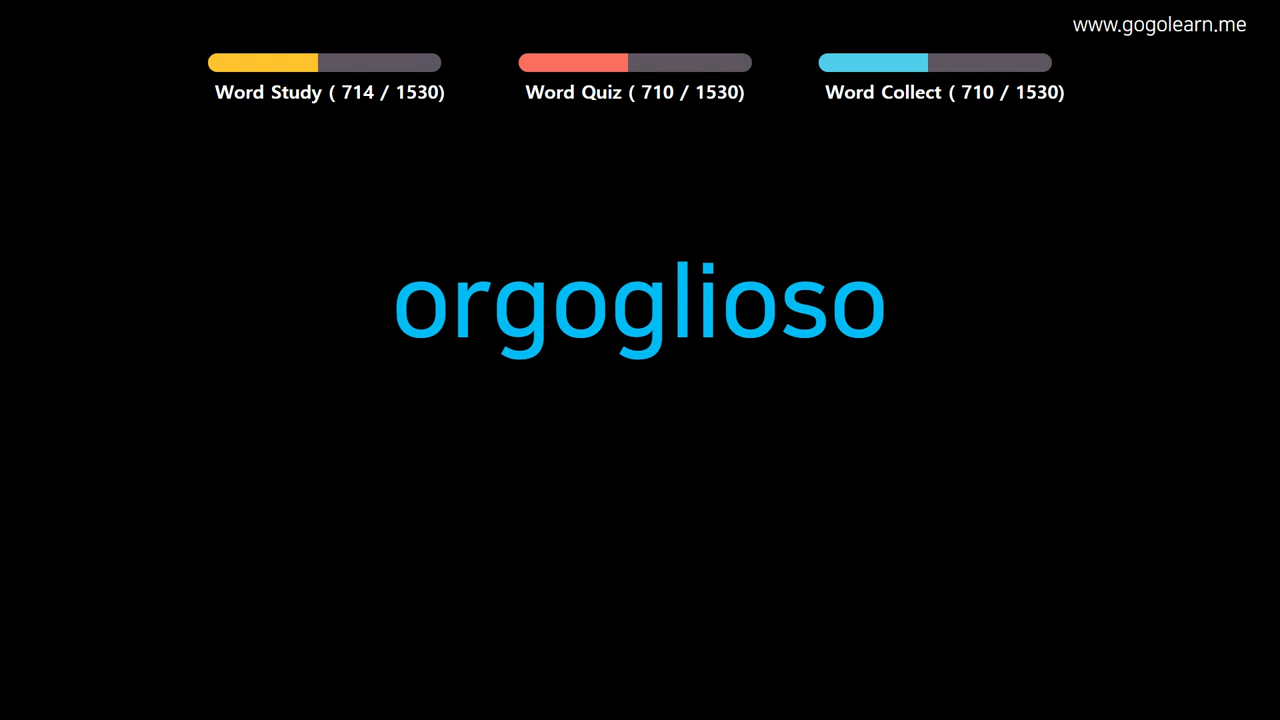 www.gogolearn.me
Word Study ( 714 / 1530)
Word Quiz ( 710 / 1530)
Word Collect ( 710 / 1530)
orgoglioso